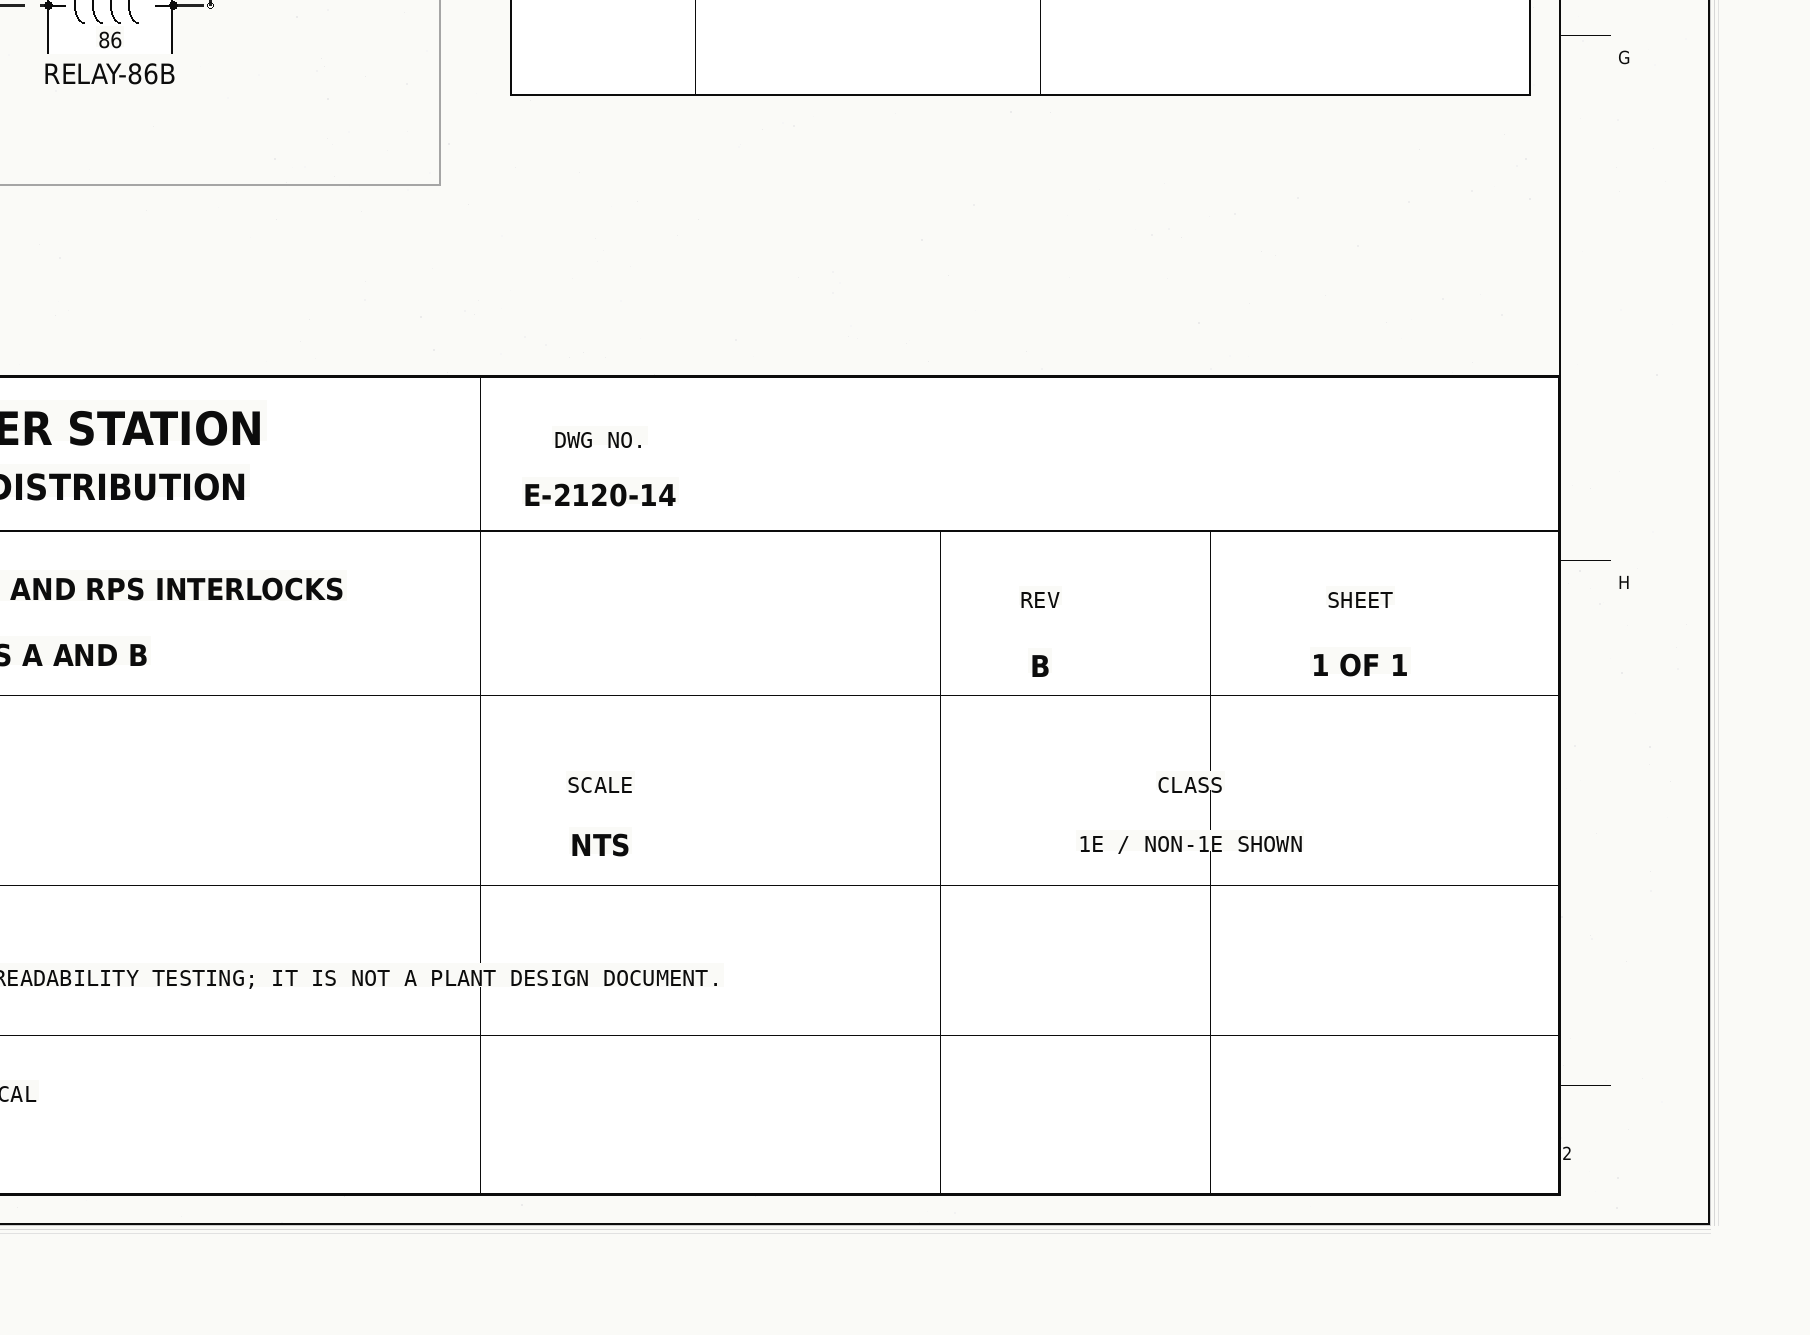 86
RELAY-86B
G
ER STATION
DISTRIBUTION
DWG NO.
E-2120-14
AND RPS INTERLOCKS
S A AND B
REV
B
SHEET
1 OF 1
H
SCALE
NTS
CLASS
1E / NON-1E SHOWN
READABILITY TESTING; IT IS NOT A PLANT DESIGN DOCUMENT.
CAL
2